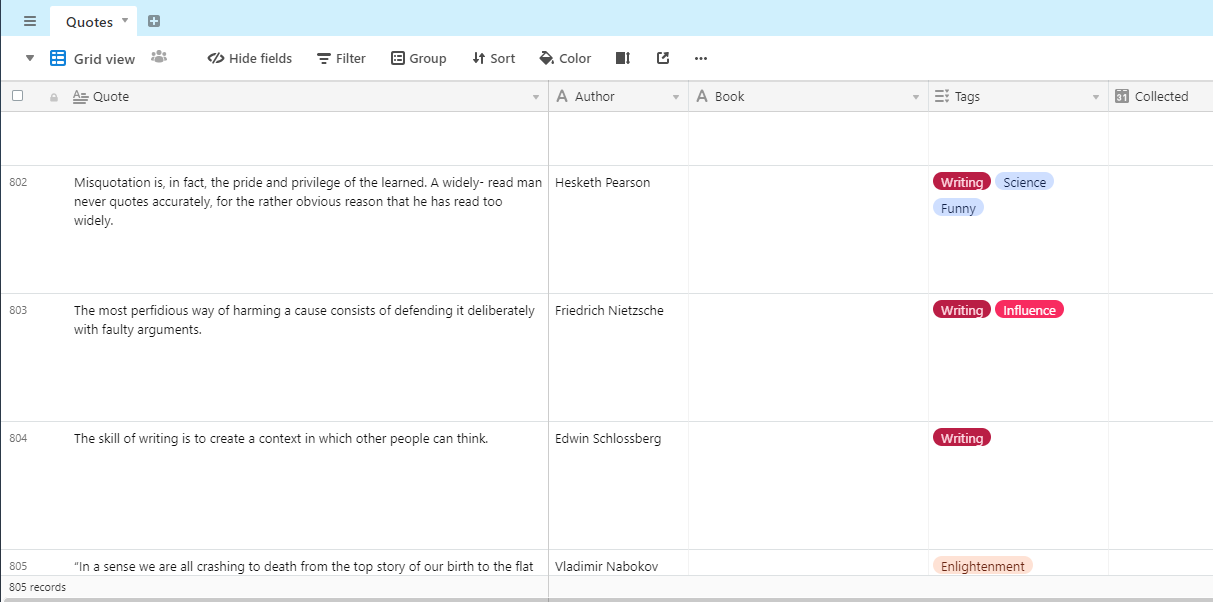 Quotes
Grid view Hide fields Filter Group Sort Color
Quote Author Book Tags 31 Collected
802 Misquotation is, in fact, the pride and privilege of the learned. A widely- read man Hesketh Pearson Writing Science
never quotes accurately, for the rather obvious reason that he has read too Funny
widely.
803 The most perfidious way of harming a cause consists of defending it deliberately Friedrich Nietzsche Writing Influence
with faulty arguments.
804 The skill of writing is to create a context in which other people can think. Edwin Schlossberg Writing
805 “In a sense we are all crashing to death from the top story of our birth to the flat Vladimir Nabokov Enlightenment
805 records